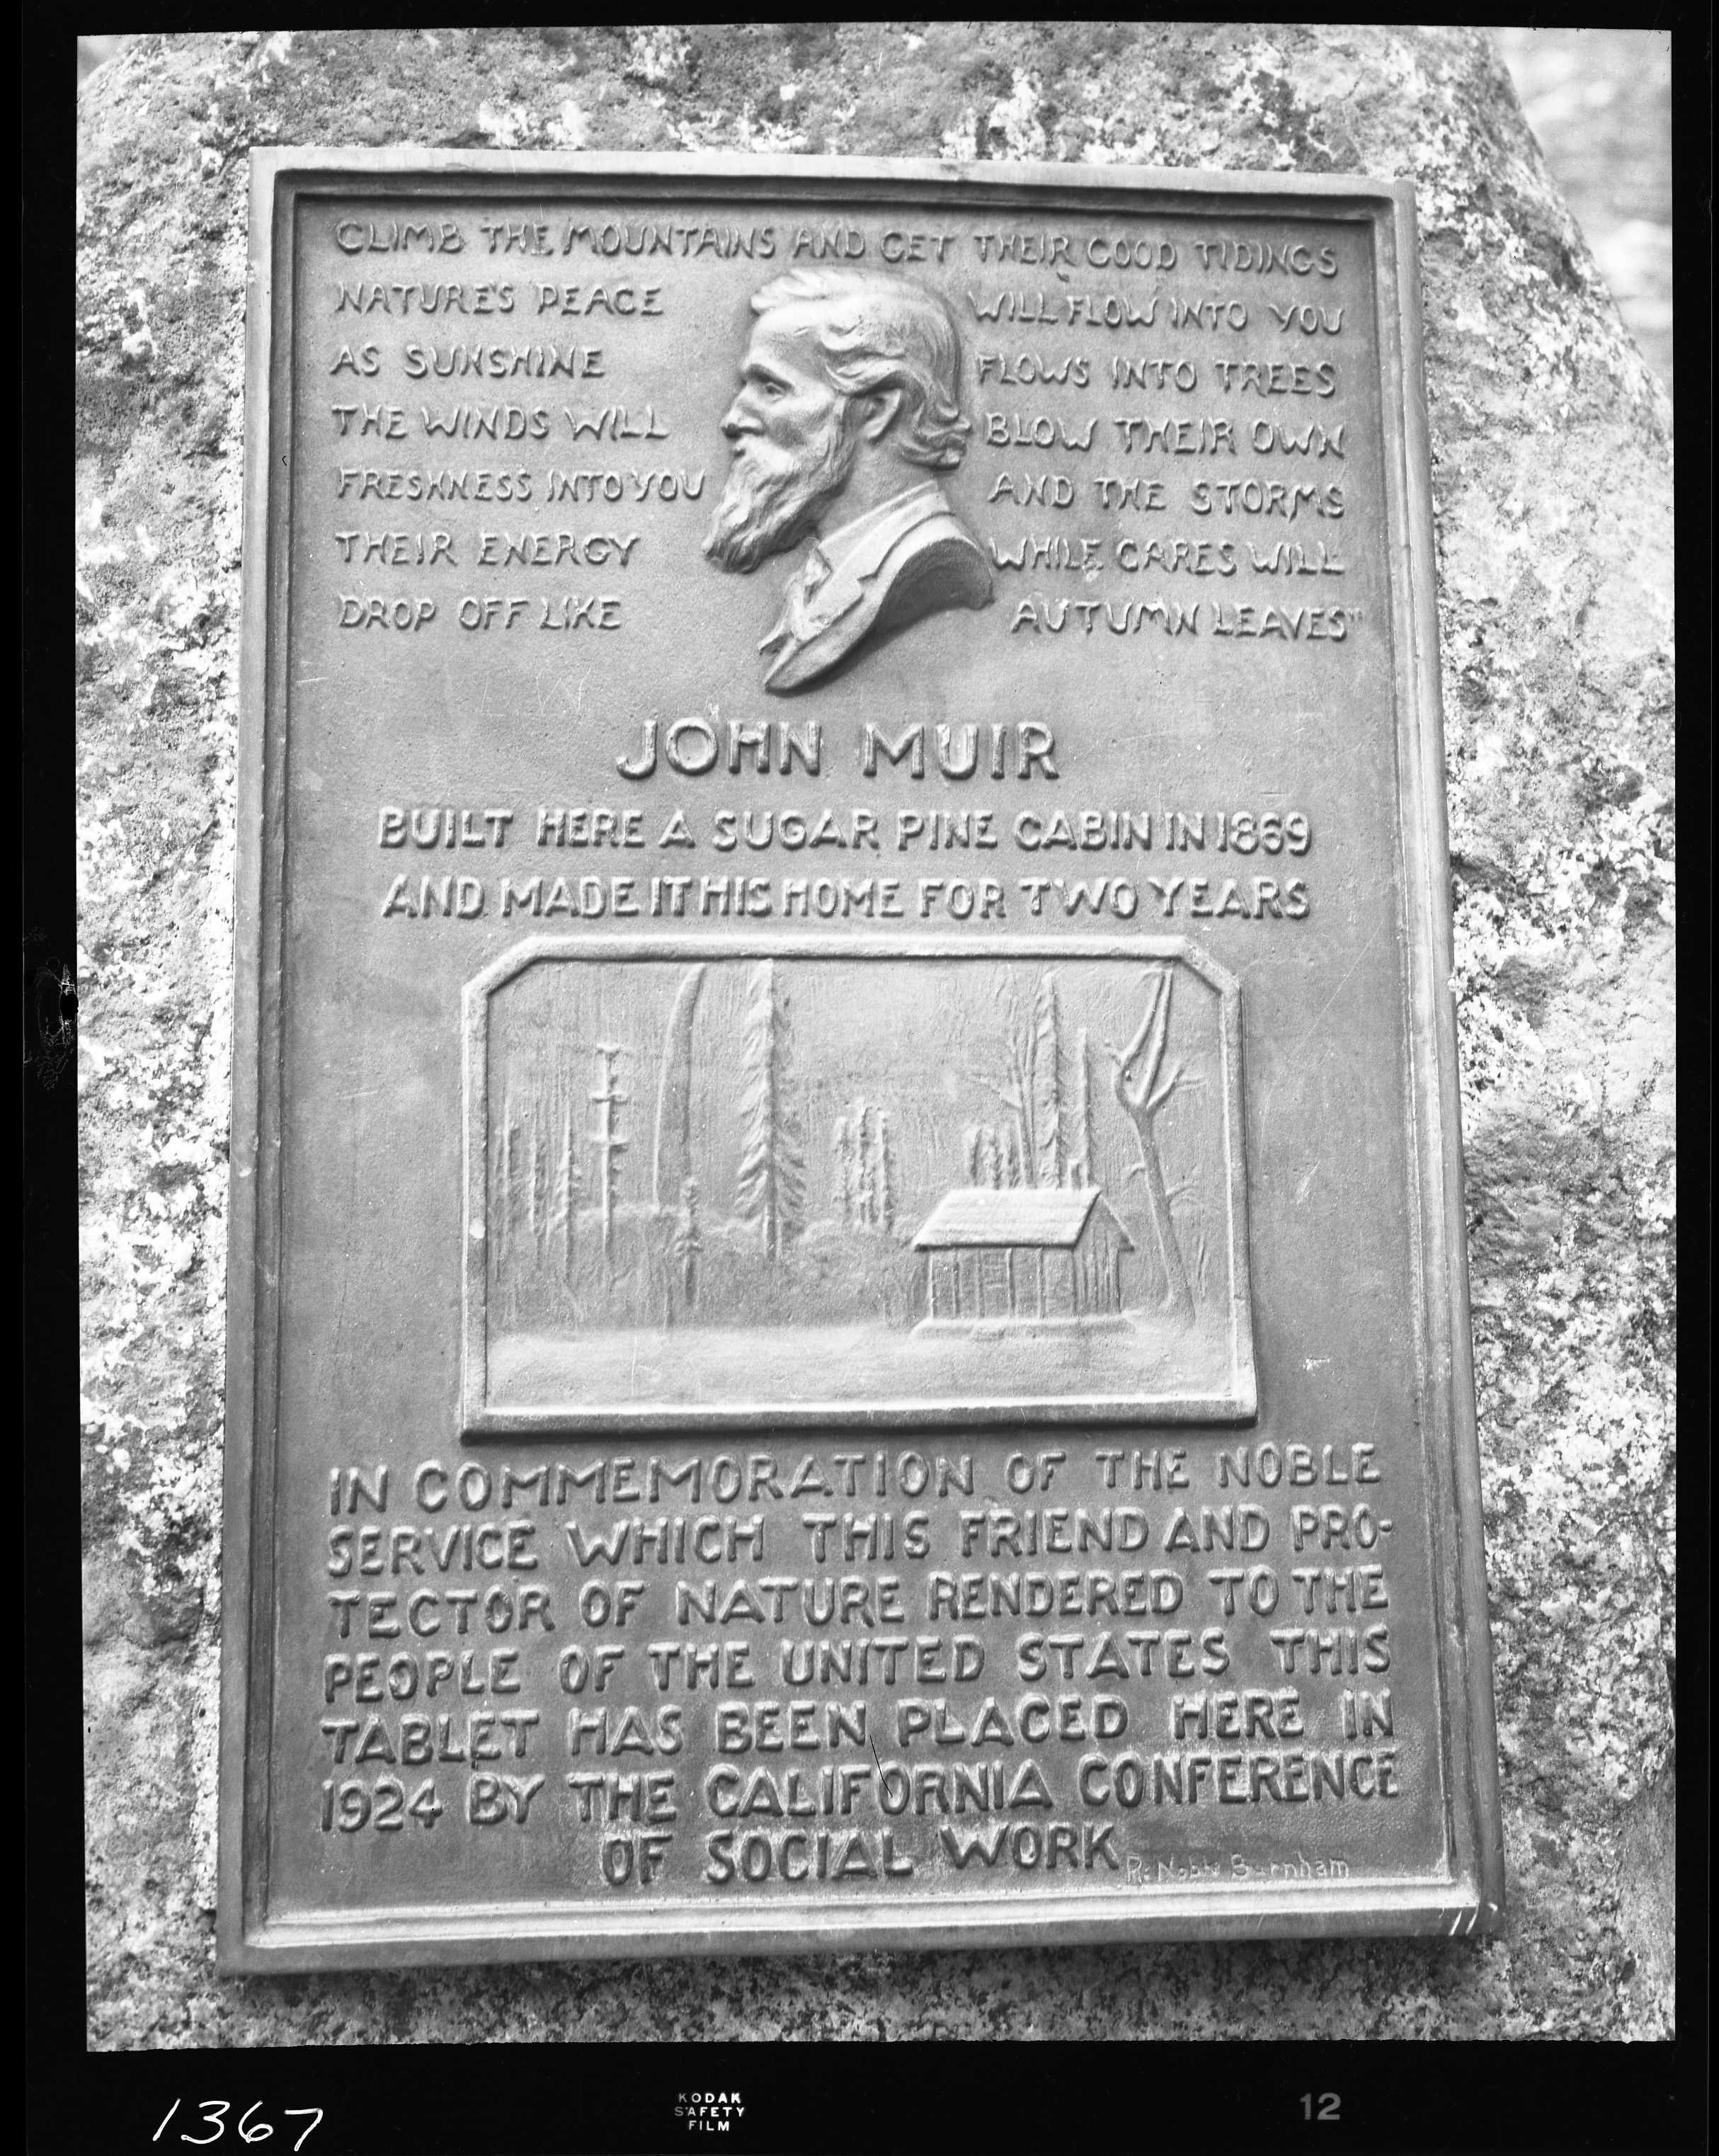 CLIMB THE MOUNTAINS AND GET THEIR GOOD TIDINGS
NATURE'S PEACE WILL FLOW INTO YOU
AS SUNSHINE FLOWS INTO TREES
THE WINDS WILL BLOW THEIR OWN
FRESHNESS INTO YOU AND THE STORMS
THEIR ENERGY WHILE CARES WILL
DROP OFF LIKE AUTUMN LEAVES"
JOHN MUIR
BUILT HERE A SUGAR PINE CABIN IN 1869
AND MADE IT HIS HOME FOR TWO YEARS
IN COMMEMORATION OF THE NOBLE
SERVICE WHICH THIS FRIEND AND PRO-
TECTOR OF NATURE RENDERED TO THE
PEOPLE OF THE UNITED STATES THIS
TABLET HAS BEEN PLACED HERE IN
1924 BY THE CALIFORNIA CONFERENCE
OF SOCIAL WORK
R. Noble Burnham
1367
KODAK
SAFETY
FILM
12